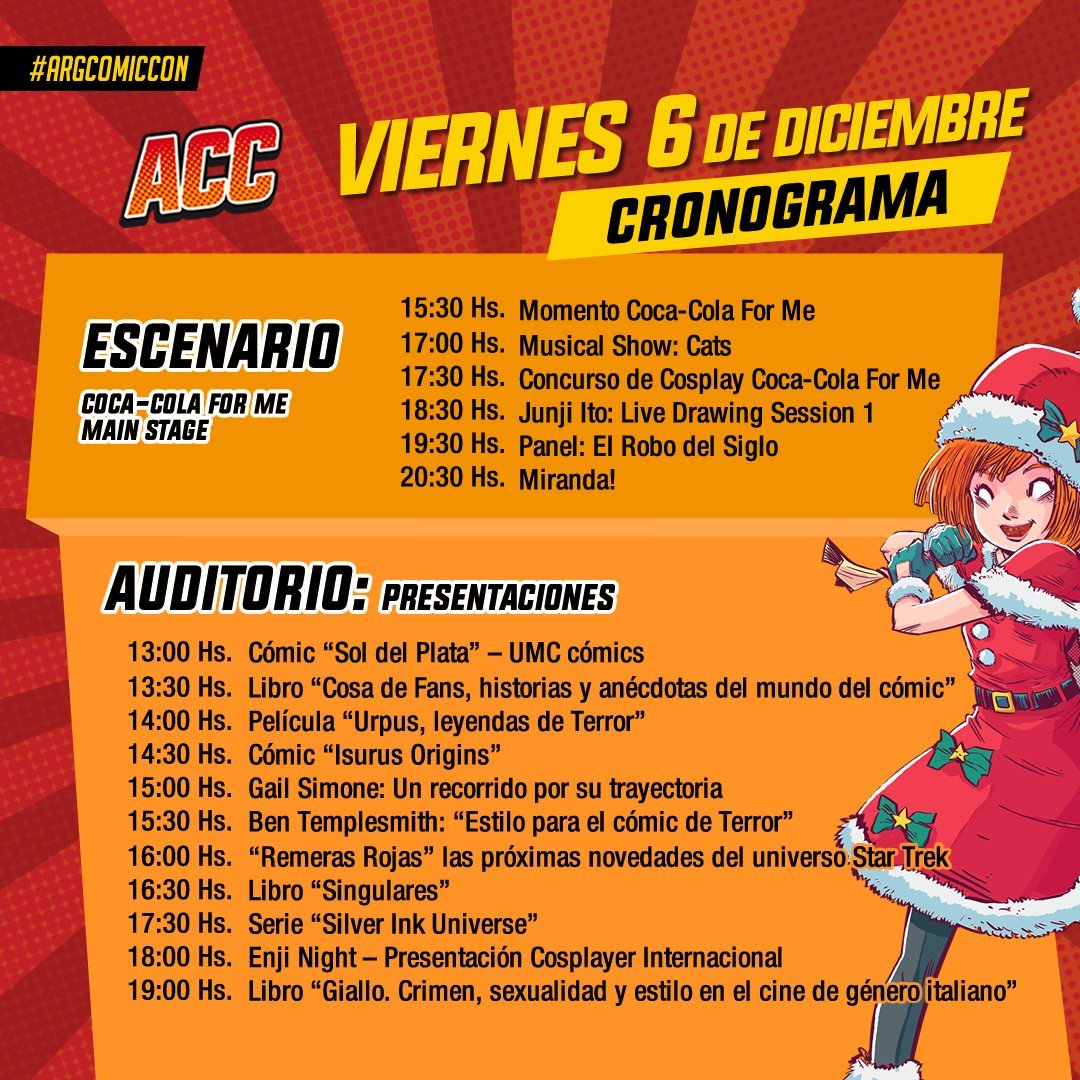 #ARGCOMICCON
ACC
VIERNES 6 DE DICIEMBRE
CRONOGRAMA
ESCENARIO
COCA-COLA FOR ME
MAIN STAGE
15:30 Hs. Momento Coca-Cola For Me
17:00 Hs. Musical Show: Cats
17:30 Hs. Concurso de Cosplay Coca-Cola For Me
18:30 Hs. Junji Ito: Live Drawing Session 1
19:30 Hs. Panel: El Robo del Siglo
20:30 Hs. Miranda!
AUDITORIO: PRESENTACIONES
13:00 Hs. Cómic “Sol del Plata” – UMC cómics
13:30 Hs. Libro “Cosa de Fans, historias y anécdotas del mundo del cómic”
14:00 Hs. Película “Urpus, leyendas de Terror”
14:30 Hs. Cómic “Isurus Origins”
15:00 Hs. Gail Simone: Un recorrido por su trayectoria
15:30 Hs. Ben Templesmith: “Estilo para el cómic de Terror”
16:00 Hs. “Remeras Rojas” las próximas novedades del universo Star Trek
16:30 Hs. Libro “Singulares”
17:30 Hs. Serie “Silver Ink Universe”
18:00 Hs. Enji Night – Presentación Cosplayer Internacional
19:00 Hs. Libro “Giallo. Crimen, sexualidad y estilo en el cine de género italiano”